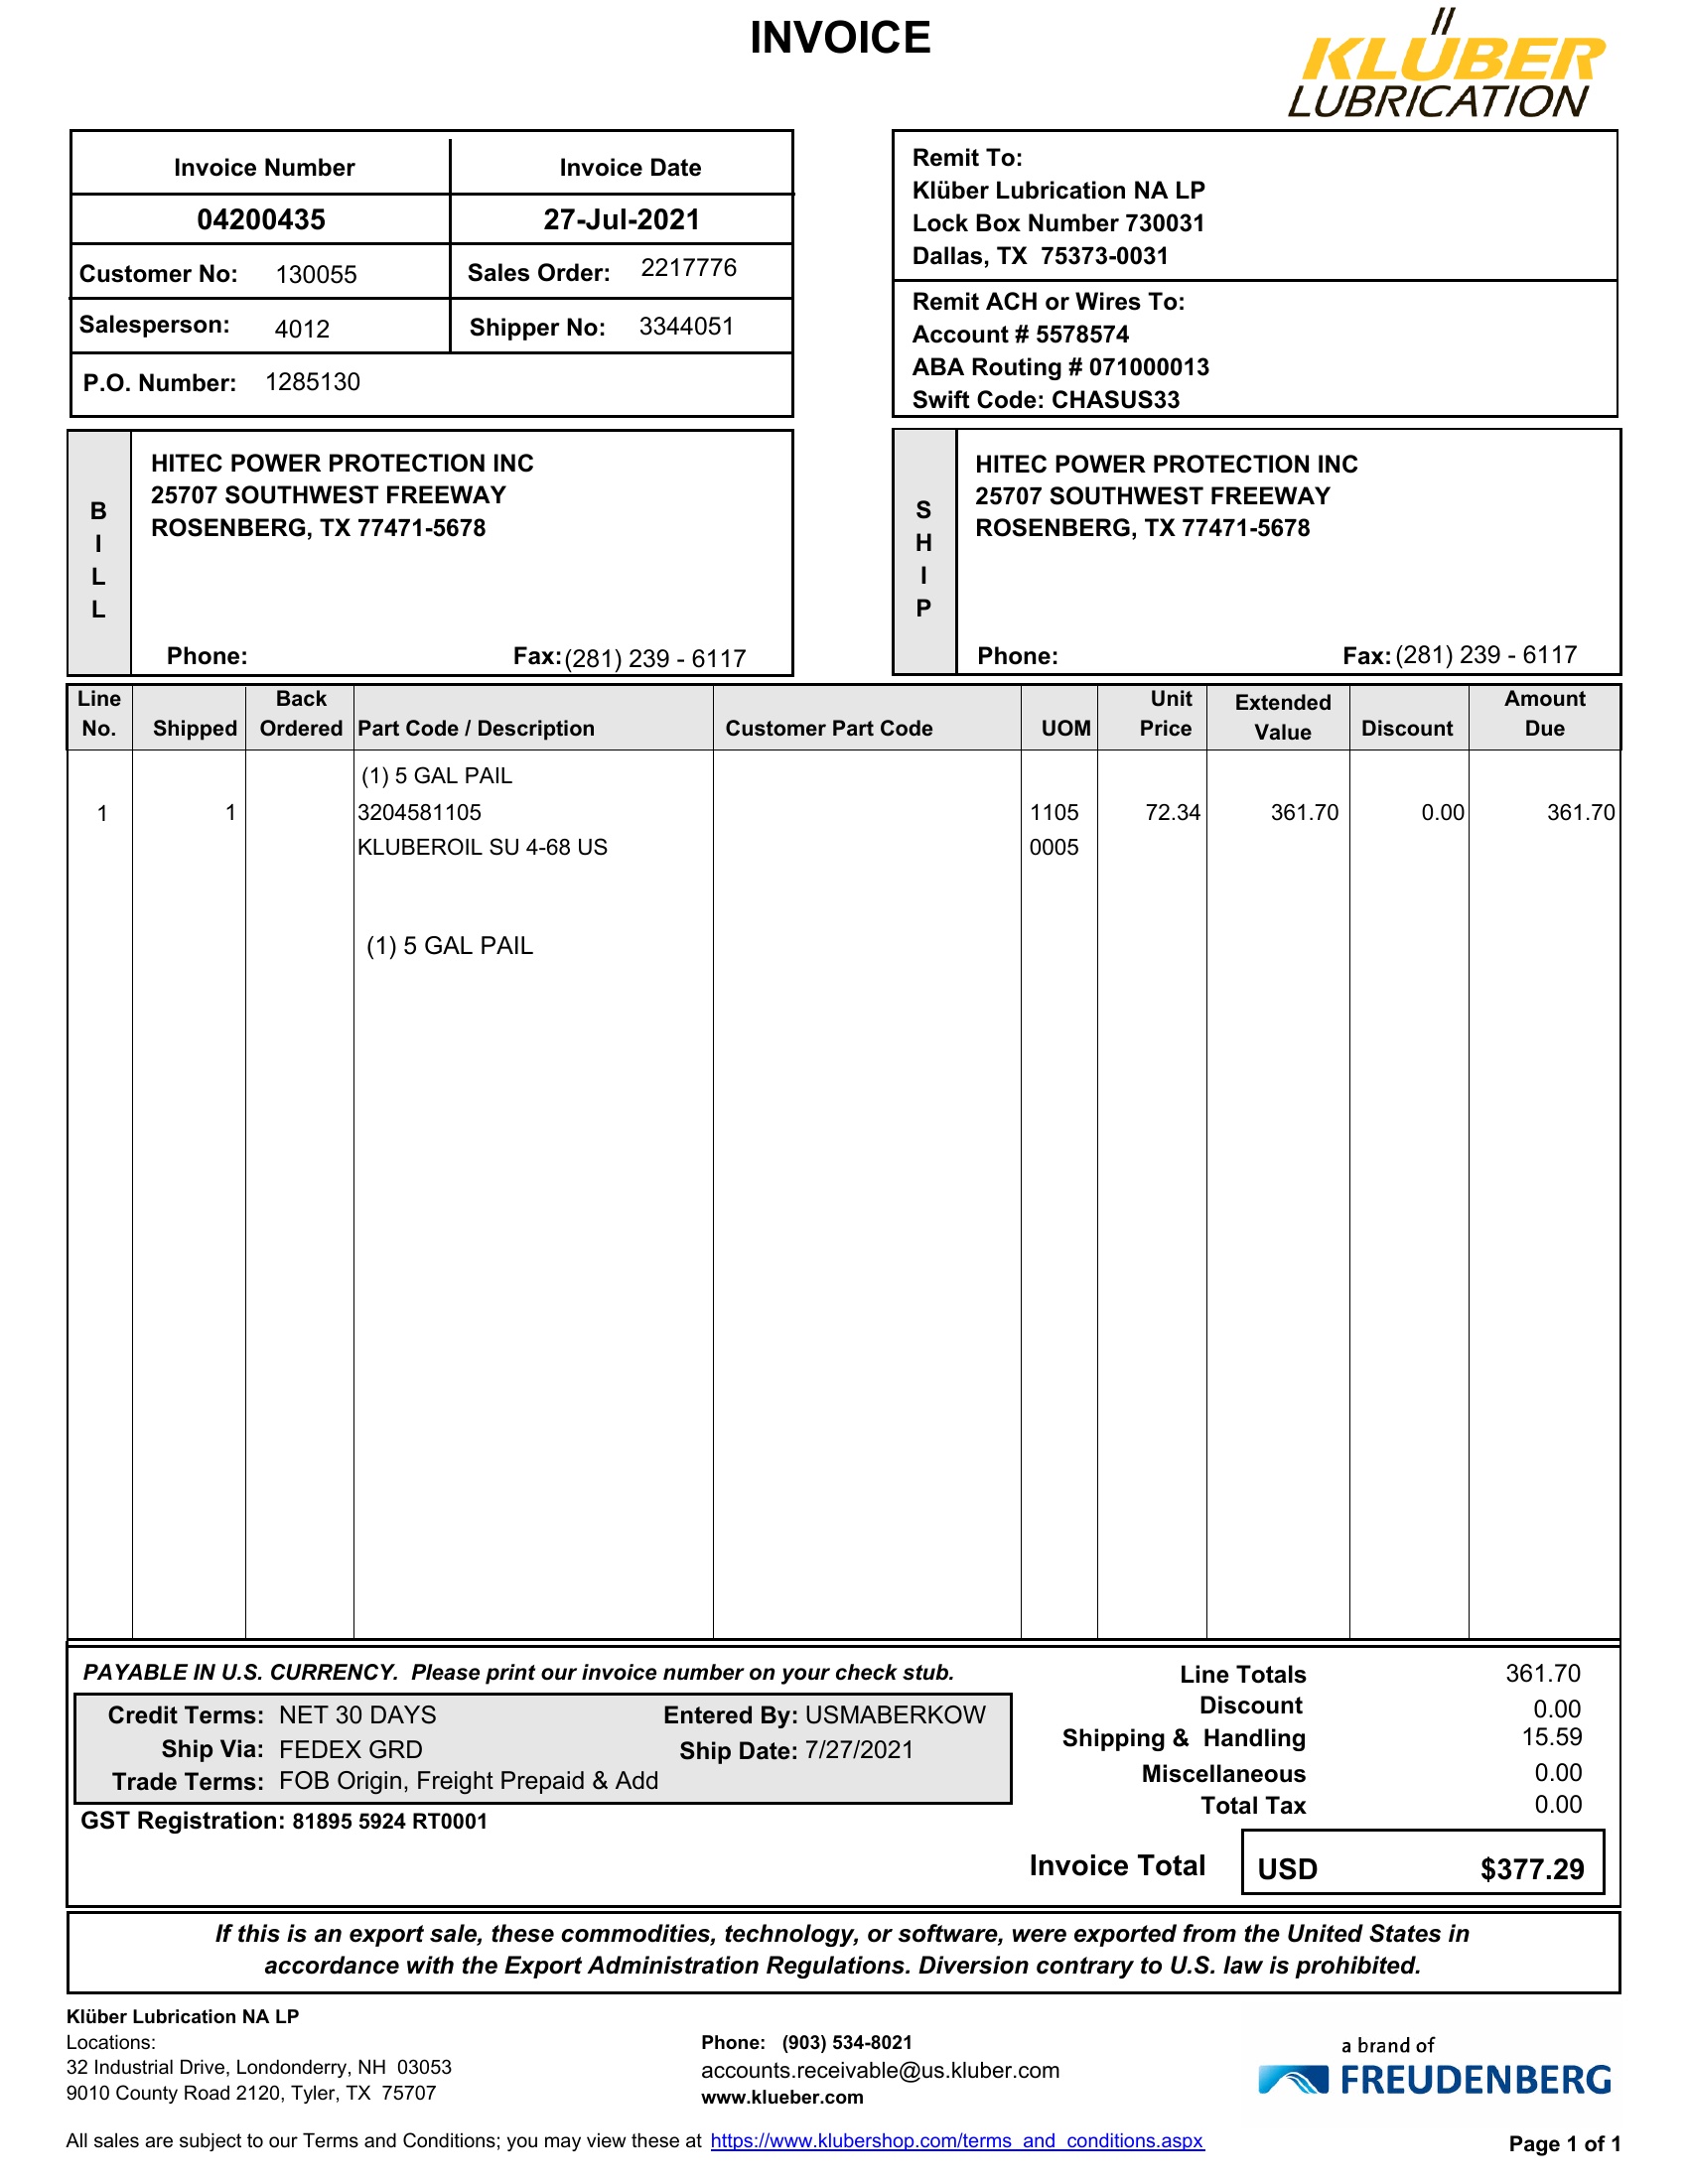 INVOICE
KLÜBER
LUBRICATION
Invoice Number Invoice Date
04200435 27-Jul-2021
Customer No: 130055 Sales Order: 2217776
Salesperson: 4012 Shipper No: 3344051
P.O. Number: 1285130
Remit To:
Klüber Lubrication NA LP
Lock Box Number 730031
Dallas, TX 75373-0031
Remit ACH or Wires To:
Account # 5578574
ABA Routing # 071000013
Swift Code: CHASUS33
BILL
HITEC POWER PROTECTION INC
25707 SOUTHWEST FREEWAY
ROSENBERG, TX 77471-5678
Phone: Fax: (281) 239 - 6117
SHIP
HITEC POWER PROTECTION INC
25707 SOUTHWEST FREEWAY
ROSENBERG, TX 77471-5678
Phone: Fax: (281) 239 - 6117
Line No. Shipped Back Ordered Part Code / Description Customer Part Code UOM Unit Price Extended Value Discount Amount Due
(1) 5 GAL PAIL
1 1 3204581105 1105 72.34 361.70 0.00 361.70
KLUBEROIL SU 4-68 US 0005
(1) 5 GAL PAIL
PAYABLE IN U.S. CURRENCY. Please print our invoice number on your check stub.
Credit Terms: NET 30 DAYS Entered By: USMABERKOW
Ship Via: FEDEX GRD Ship Date: 7/27/2021
Trade Terms: FOB Origin, Freight Prepaid & Add
GST Registration: 81895 5924 RT0001
Line Totals 361.70
Discount 0.00
Shipping & Handling 15.59
Miscellaneous 0.00
Total Tax 0.00
Invoice Total USD $377.29
If this is an export sale, these commodities, technology, or software, were exported from the United States in
accordance with the Export Administration Regulations. Diversion contrary to U.S. law is prohibited.
Klüber Lubrication NA LP
Locations:
32 Industrial Drive, Londonderry, NH 03053
9010 County Road 2120, Tyler, TX 75707
Phone: (903) 534-8021
accounts.receivable@us.kluber.com
www.klueber.com
a brand of
FREUDENBERG
All sales are subject to our Terms and Conditions; you may view these at https://www.klubershop.com/terms_and_conditions.aspx
Page 1 of 1